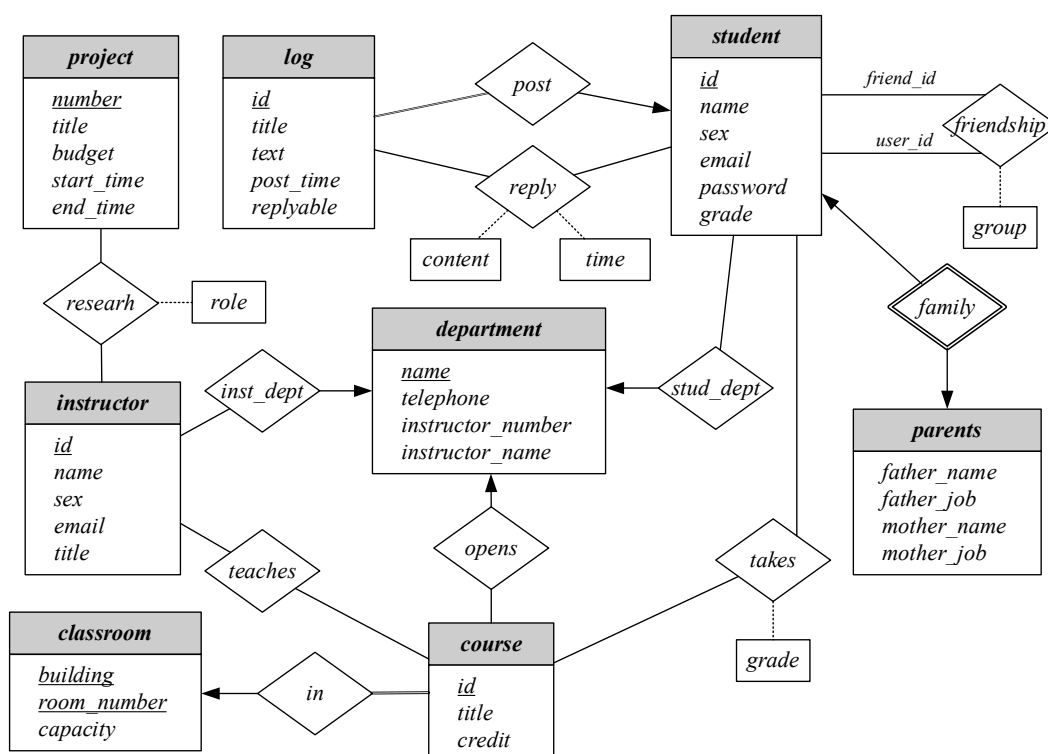 project
number
title
budget
start_time
end_time
log
id
title
text
post_time
replyable
post
student
id
name
sex
email
password
grade
friend_id
user_id
friendship
group
reply
content
time
researh
role
department
name
telephone
instructor_number
instructor_name
inst_dept
stud_dept
family
instructor
id
name
sex
email
title
parents
father_name
father_job
mother_name
mother_job
opens
teaches
takes
grade
classroom
building
room_number
capacity
in
course
id
title
credit